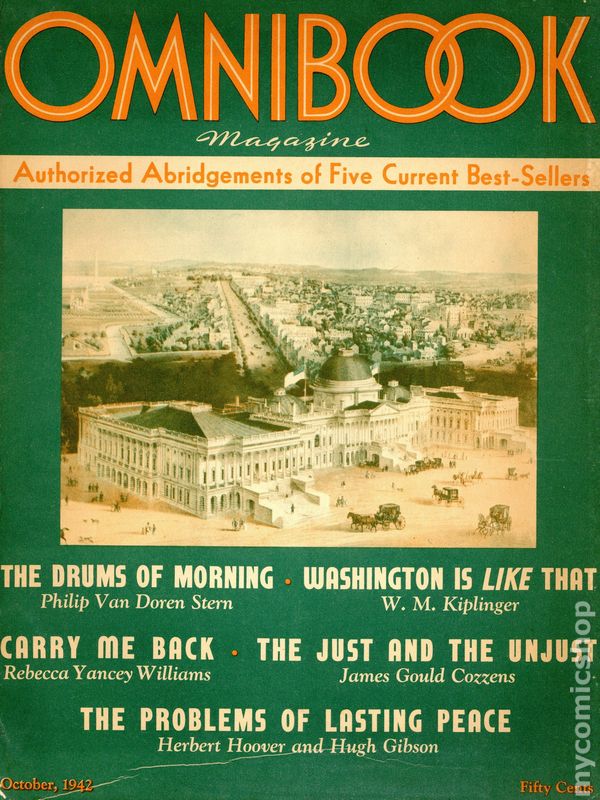 OMNIBOOK
Magazine
Authorized Abridgements of Five Current Best-Sellers
THE DRUMS OF MORNING · WASHINGTON IS LIKE THAT
Philip Van Doren Stern W. M. Kiplinger
CARRY ME BACK · THE JUST AND THE UNJUST
Rebecca Yancey Williams James Gould Cozzens
THE PROBLEMS OF LASTING PEACE
Herbert Hoover and Hugh Gibson
October, 1942 Fifty Cents
mycomicshop